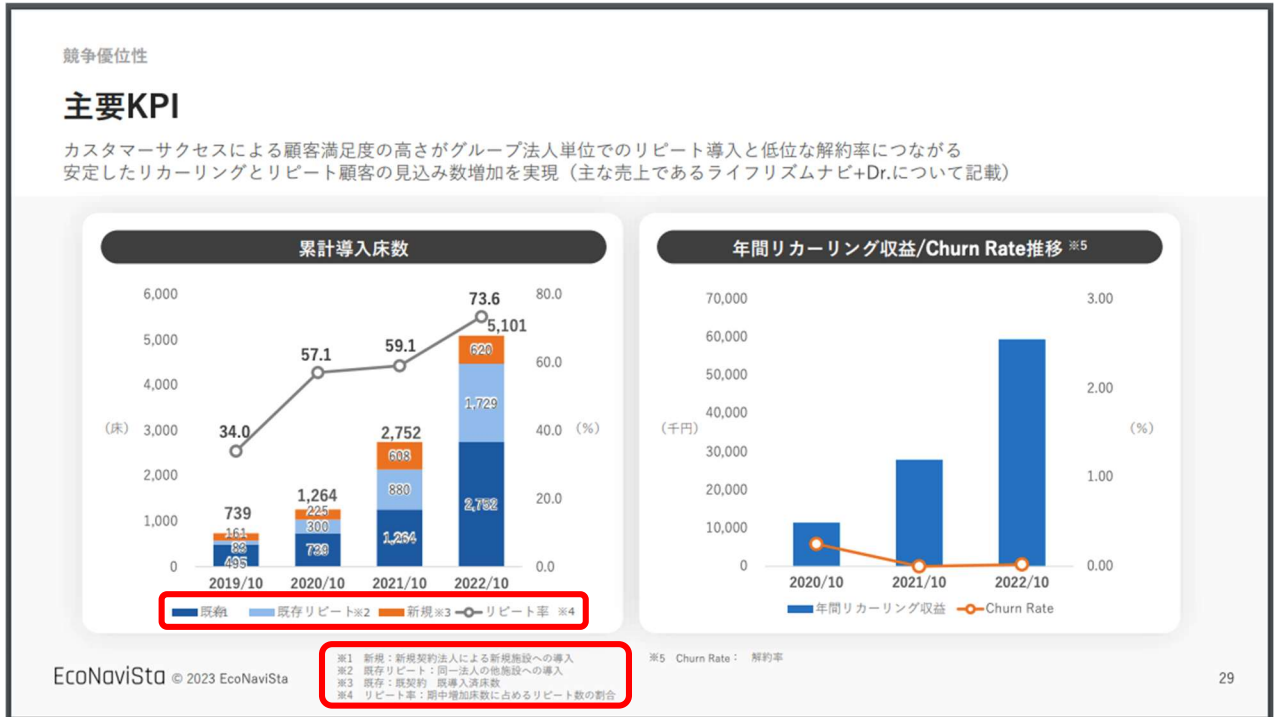 競争優位性
主要KPI
カスタマーサクセスによる顧客満足度の高さがグループ法人単位でのリピート導入と低位な解約率につながる
安定したリカーリングとリピート顧客の見込み数増加を実現（主な売上であるライフリズムナビ+Dr.について記載）
累計導入床数
6,000
5,000
4,000
（床） 3,000
2,000
1,000
0
80.0
60.0
40.0 （%）
20.0
0.0
34.0
57.1
59.1
73.6
739
161
83
495
1,264
225
300
739
2,752
608
880
1,264
5,101
620
1,729
2,752
2019/10 2020/10 2021/10 2022/10
既存※1 既存リピート※2 新規※3 リピート率 ※4
年間リカーリング収益/Churn Rate推移 ※5
70,000
60,000
50,000
40,000
（千円）
30,000
20,000
10,000
0
3.00
2.00
（%）
1.00
0.00
2020/10 2021/10 2022/10
年間リカーリング収益 Churn Rate
※1 新規：新規契約法人による新規施設への導入
※2 既存リピート：同一法人の他施設への導入
※3 既存：既契約 既導入済床数
※4 リピート率：期中増加床数に占めるリピート数の割合
※5 Churn Rate： 解約率
EcoNaviSta © 2023 EcoNaviSta
29